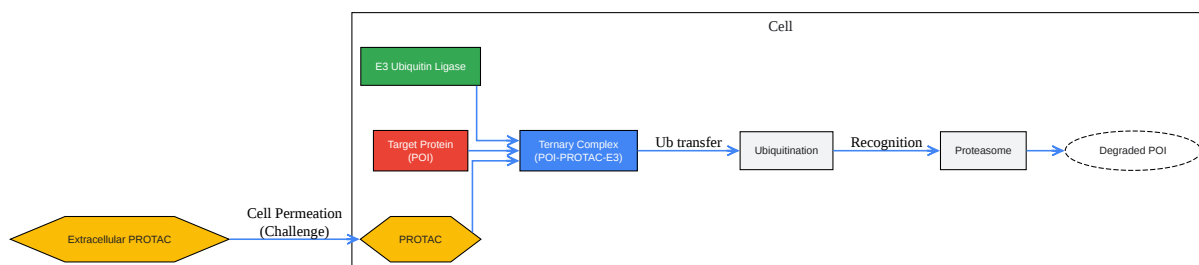 Cell
E3 Ubiquitin Ligase
Target Protein
(POI)
Ternary Complex
(POI-PROTAC-E3)
Ub transfer
Ubiquitination
Recognition
Proteasome
Degraded POI
Extracellular PROTAC
Cell Permeation
(Challenge)
PROTAC